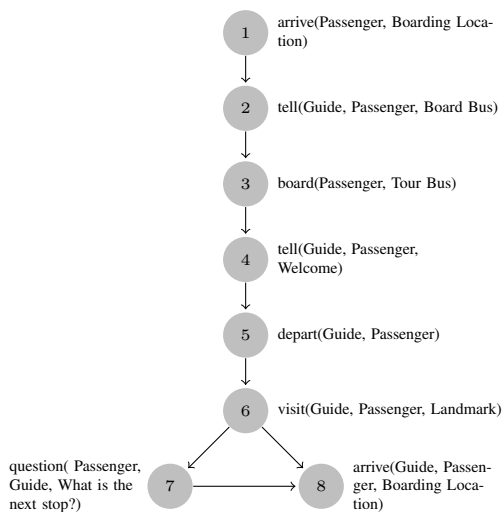 1
arrive(Passenger, Boarding Loca-
tion)
2
tell(Guide, Passenger, Board Bus)
3
board(Passenger, Tour Bus)
4
tell(Guide, Passenger,
Welcome)
5
depart(Guide, Passenger)
6
visit(Guide, Passenger, Landmark)
question( Passenger,
Guide, What is the
next stop?)
7
8
arrive(Guide, Passen-
ger, Boarding Loca-
tion)